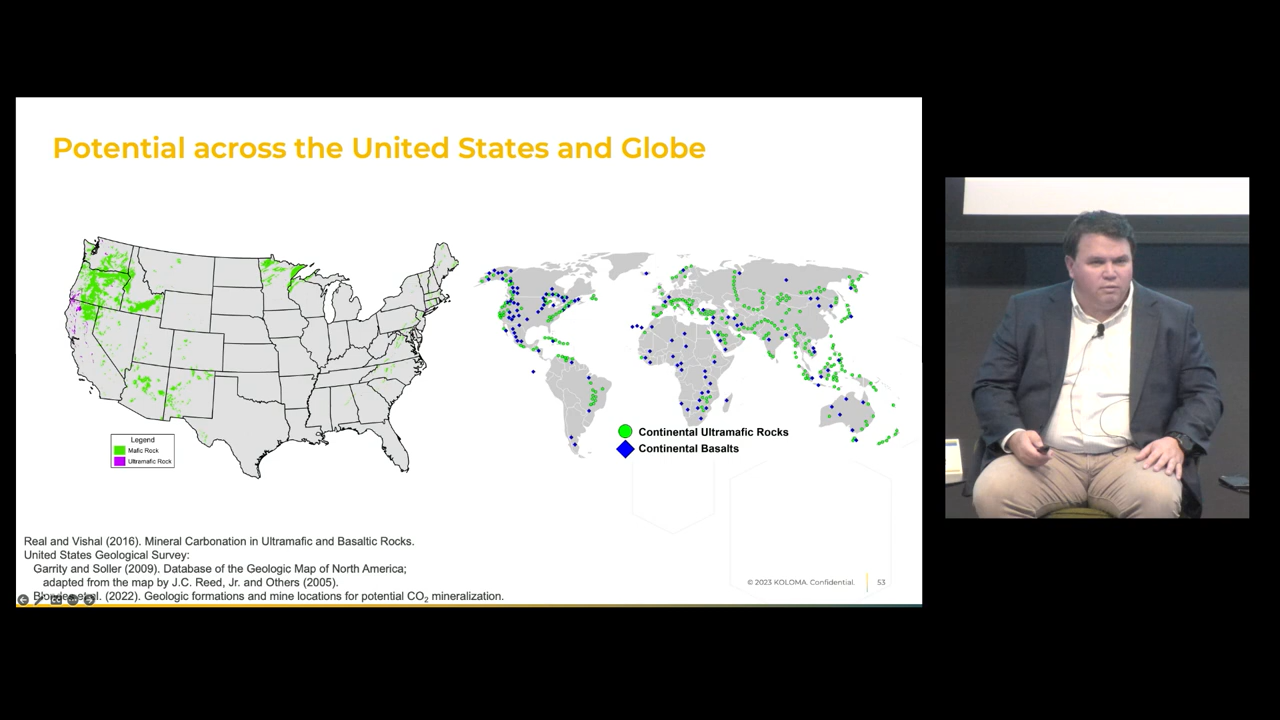 Potential across the United States and Globe
Legend
Mafic Rock
Ultramafic Rock
Continental Ultramafic Rocks
Continental Basalts
Real and Vishal (2016). Mineral Carbonation in Ultramafic and Basaltic Rocks.
United States Geological Survey:
Garrity and Soller (2009). Database of the Geologic Map of North America;
adapted from the map by J.C. Reed, Jr. and Others (2005).
(2022). Geologic formations and mine locations for potential CO₂ mineralization.
© 2023 KOLOMA. Confidential.
53